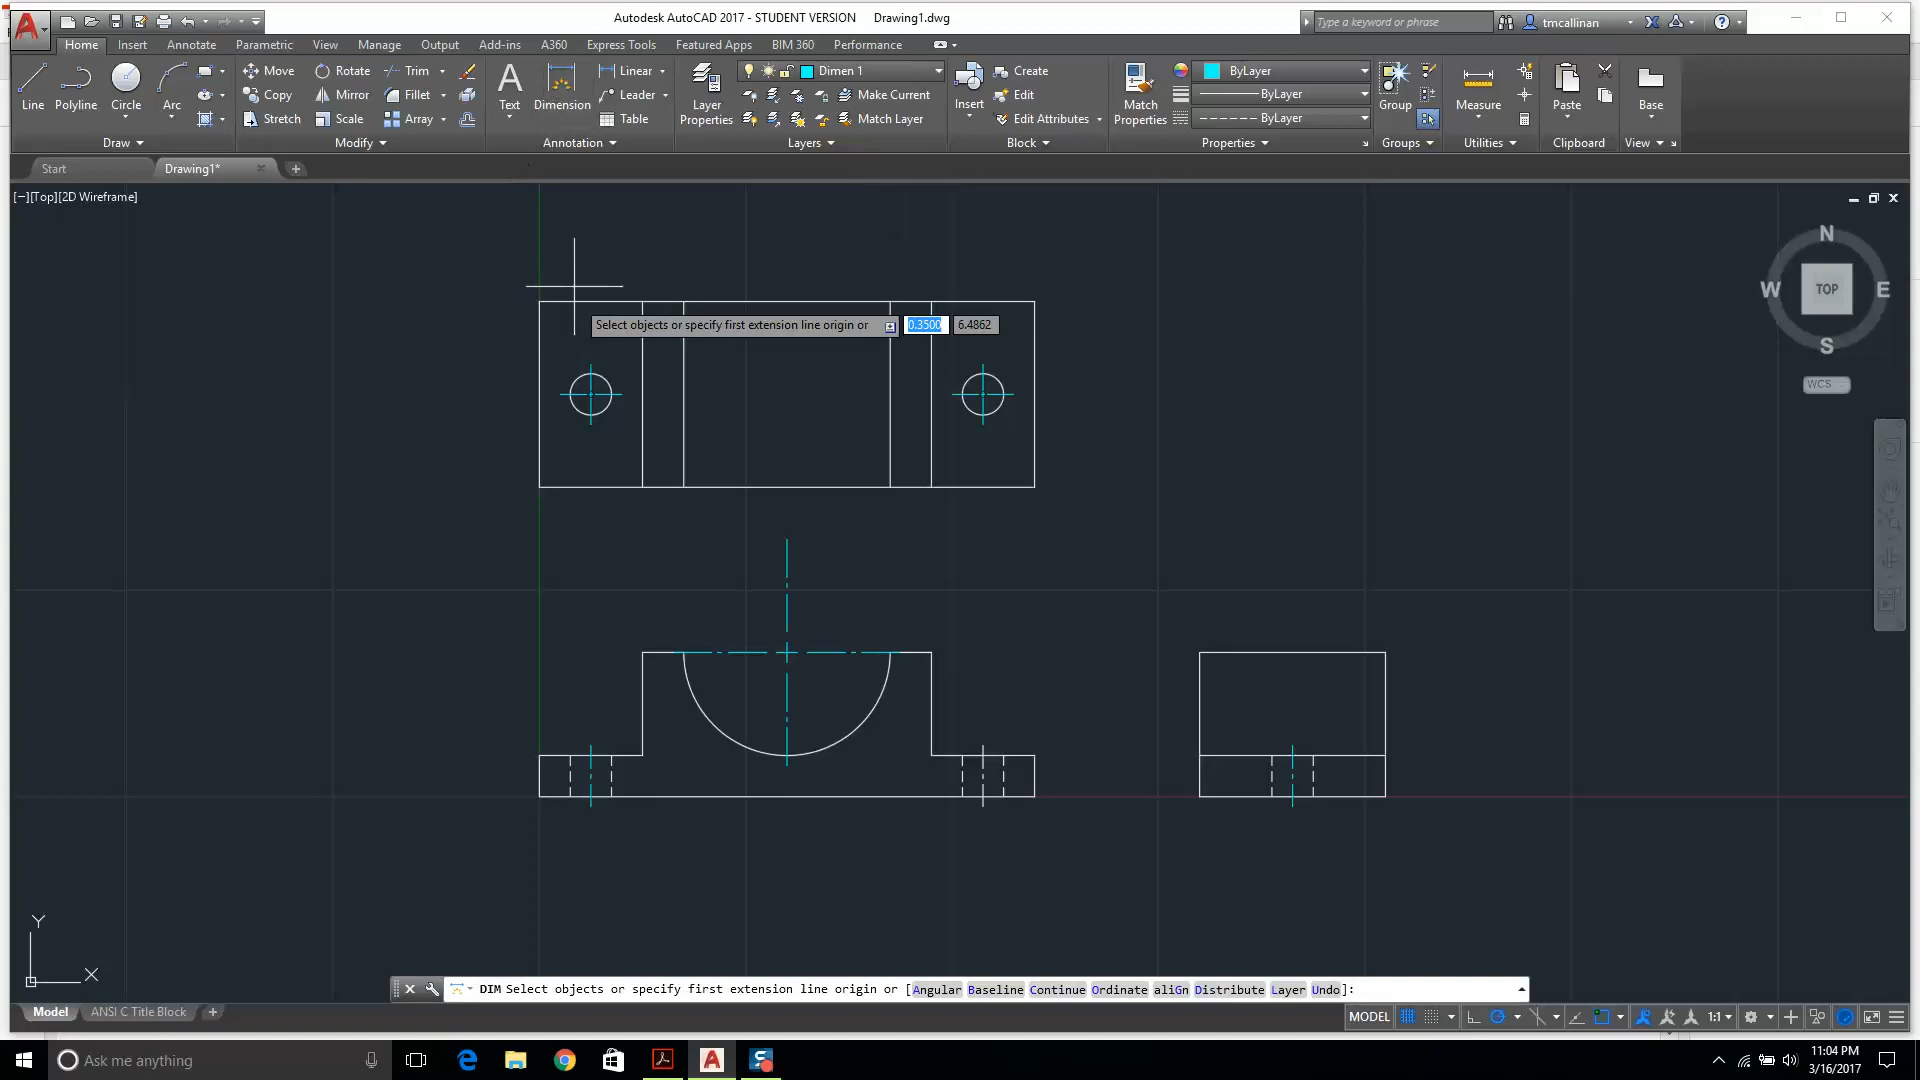 Autodesk AutoCAD 2017 - STUDENT VERSION Drawing1.dwg
Type a keyword or phrase
tmcallinan
Home Insert Annotate Parametric View Manage Output Add-ins A360 Express Tools Featured Apps BIM 360 Performance
Move Rotate Trim Linear Dimen 1 Create ByLayer
Copy Mirror Fillet Leader Make Current Edit ByLayer
Line Polyline Circle Arc Text Dimension Layer Properties Insert Match Properties Group Measure Paste Base
Stretch Scale Array Table Match Layer Edit Attributes ByLayer
Draw Modify Annotation Layers Block Properties Groups Utilities Clipboard View
Start Drawing1*
[−][Top][2D Wireframe]
N
W TOP E
S
WCS
Select objects or specify first extension line origin or 0.3500 6.4862
Y
X
DIM Select objects or specify first extension line origin or [Angular Baseline Continue Ordinate aliGn Distribute Layer Undo]:
Model ANSI C Title Block
MODEL 1:1
Ask me anything
11:04 PM
3/16/2017